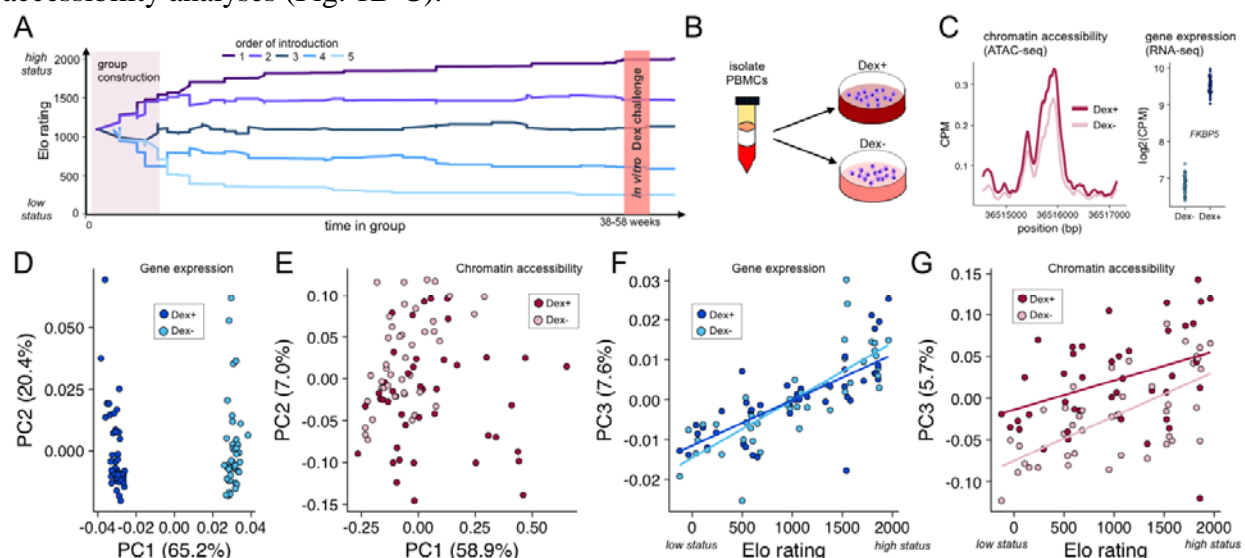 accessibility analyses (Fig. 1B-C).
A
high status
low status
Elo rating
2000
1500
1000
500
0
group construction
order of introduction
1 2 3 4 5
in vitro Dex challenge
0
time in group
38-58 weeks
B
isolate PBMCs
Dex+
Dex-
C
chromatin accessibility
(ATAC-seq)
CPM
0.3
0.2
0.1
Dex+
Dex-
36515000 36516000 36517000
position (bp)
gene expression
(RNA-seq)
log2(CPM)
10
9
8
7
FKBP5
Dex- Dex+
D
Gene expression
Dex+
Dex-
PC2 (20.4%)
0.050
0.025
0.000
-0.04 -0.02 0.00 0.02 0.04
PC1 (65.2%)
E
Chromatin accessibility
Dex+
Dex-
PC2 (7.0%)
0.10
0.05
0.00
-0.05
-0.10
-0.15
-0.25 0.00 0.25 0.50
PC1 (58.9%)
F
Gene expression
Dex+
Dex-
PC3 (7.6%)
0.03
0.02
0.01
0.00
-0.01
-0.02
0 500 1000 1500 2000
low status Elo rating high status
G
Chromatin accessibility
Dex+
Dex-
PC3 (5.7%)
0.15
0.10
0.05
0.00
-0.05
-0.10
0 500 1000 1500 2000
low status Elo rating high status